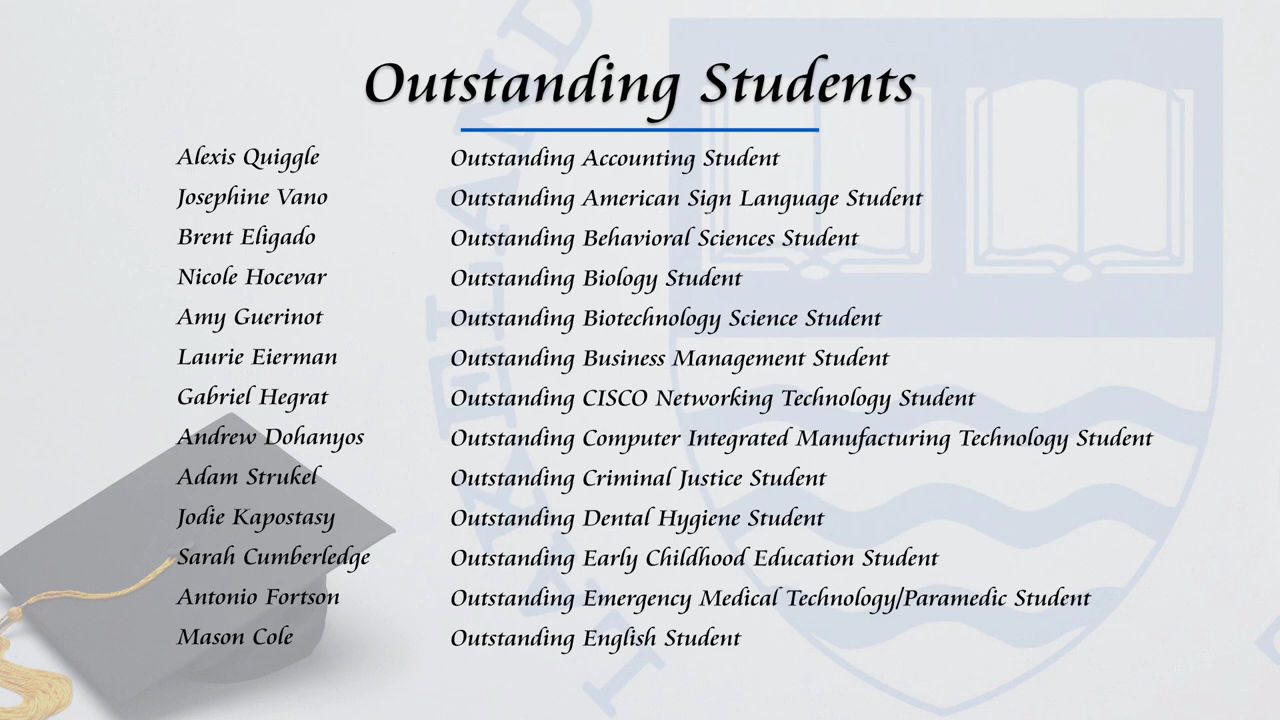 Outstanding Students
Alexis Quiggle Outstanding Accounting Student
Josephine Vano Outstanding American Sign Language Student
Brent Eligado Outstanding Behavioral Sciences Student
Nicole Hocevar Outstanding Biology Student
Amy Guerinot Outstanding Biotechnology Science Student
Laurie Eierman Outstanding Business Management Student
Gabriel Hegrat Outstanding CISCO Networking Technology Student
Andrew Dohanyos Outstanding Computer Integrated Manufacturing Technology Student
Adam Strukel Outstanding Criminal Justice Student
Jodie Kapostasy Outstanding Dental Hygiene Student
Sarah Cumberledge Outstanding Early Childhood Education Student
Antonio Fortson Outstanding Emergency Medical Technology/Paramedic Student
Mason Cole Outstanding English Student